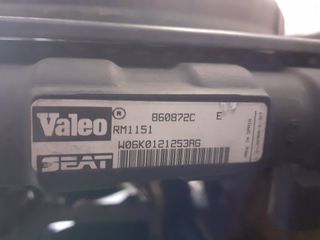 Valeo ® 860872C E
RM1151
W06K0121253AG
SEAT